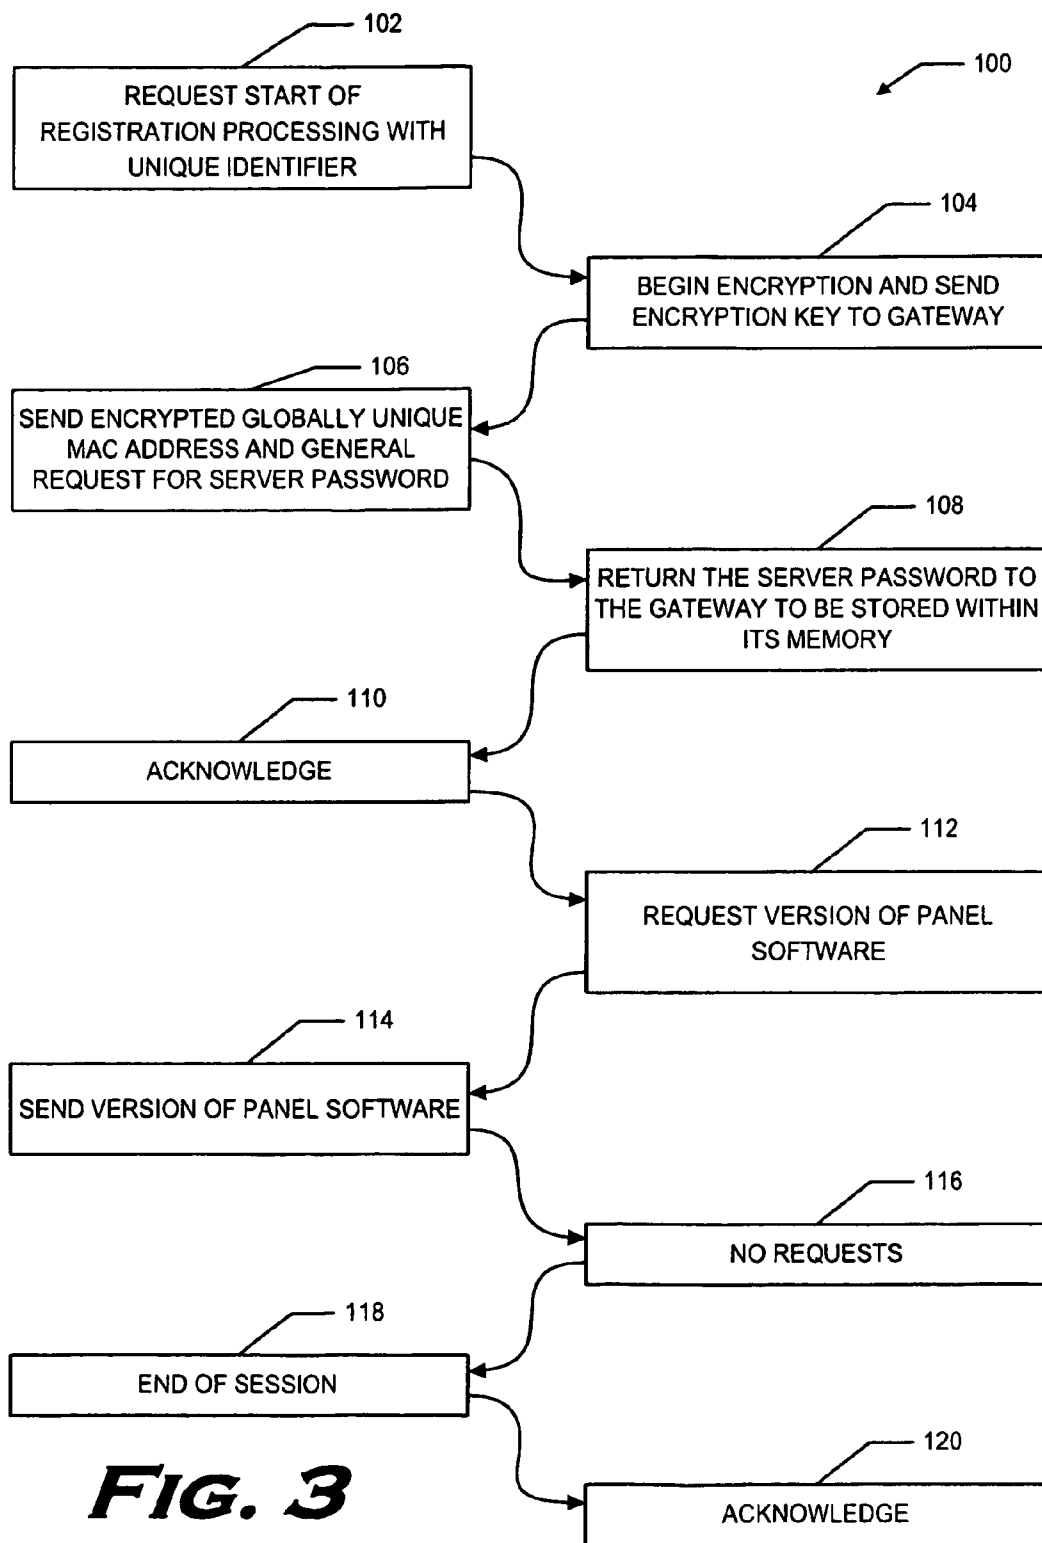 102
100
REQUEST START OF
REGISTRATION PROCESSING WITH
UNIQUE IDENTIFIER
104
BEGIN ENCRYPTION AND SEND
ENCRYPTION KEY TO GATEWAY
106
SEND ENCRYPTED GLOBALLY UNIQUE
MAC ADDRESS AND GENERAL
REQUEST FOR SERVER PASSWORD
108
RETURN THE SERVER PASSWORD TO
THE GATEWAY TO BE STORED WITHIN
ITS MEMORY
110
ACKNOWLEDGE
112
REQUEST VERSION OF PANEL
SOFTWARE
114
SEND VERSION OF PANEL SOFTWARE
116
NO REQUESTS
118
END OF SESSION
120
ACKNOWLEDGE
FIG. 3